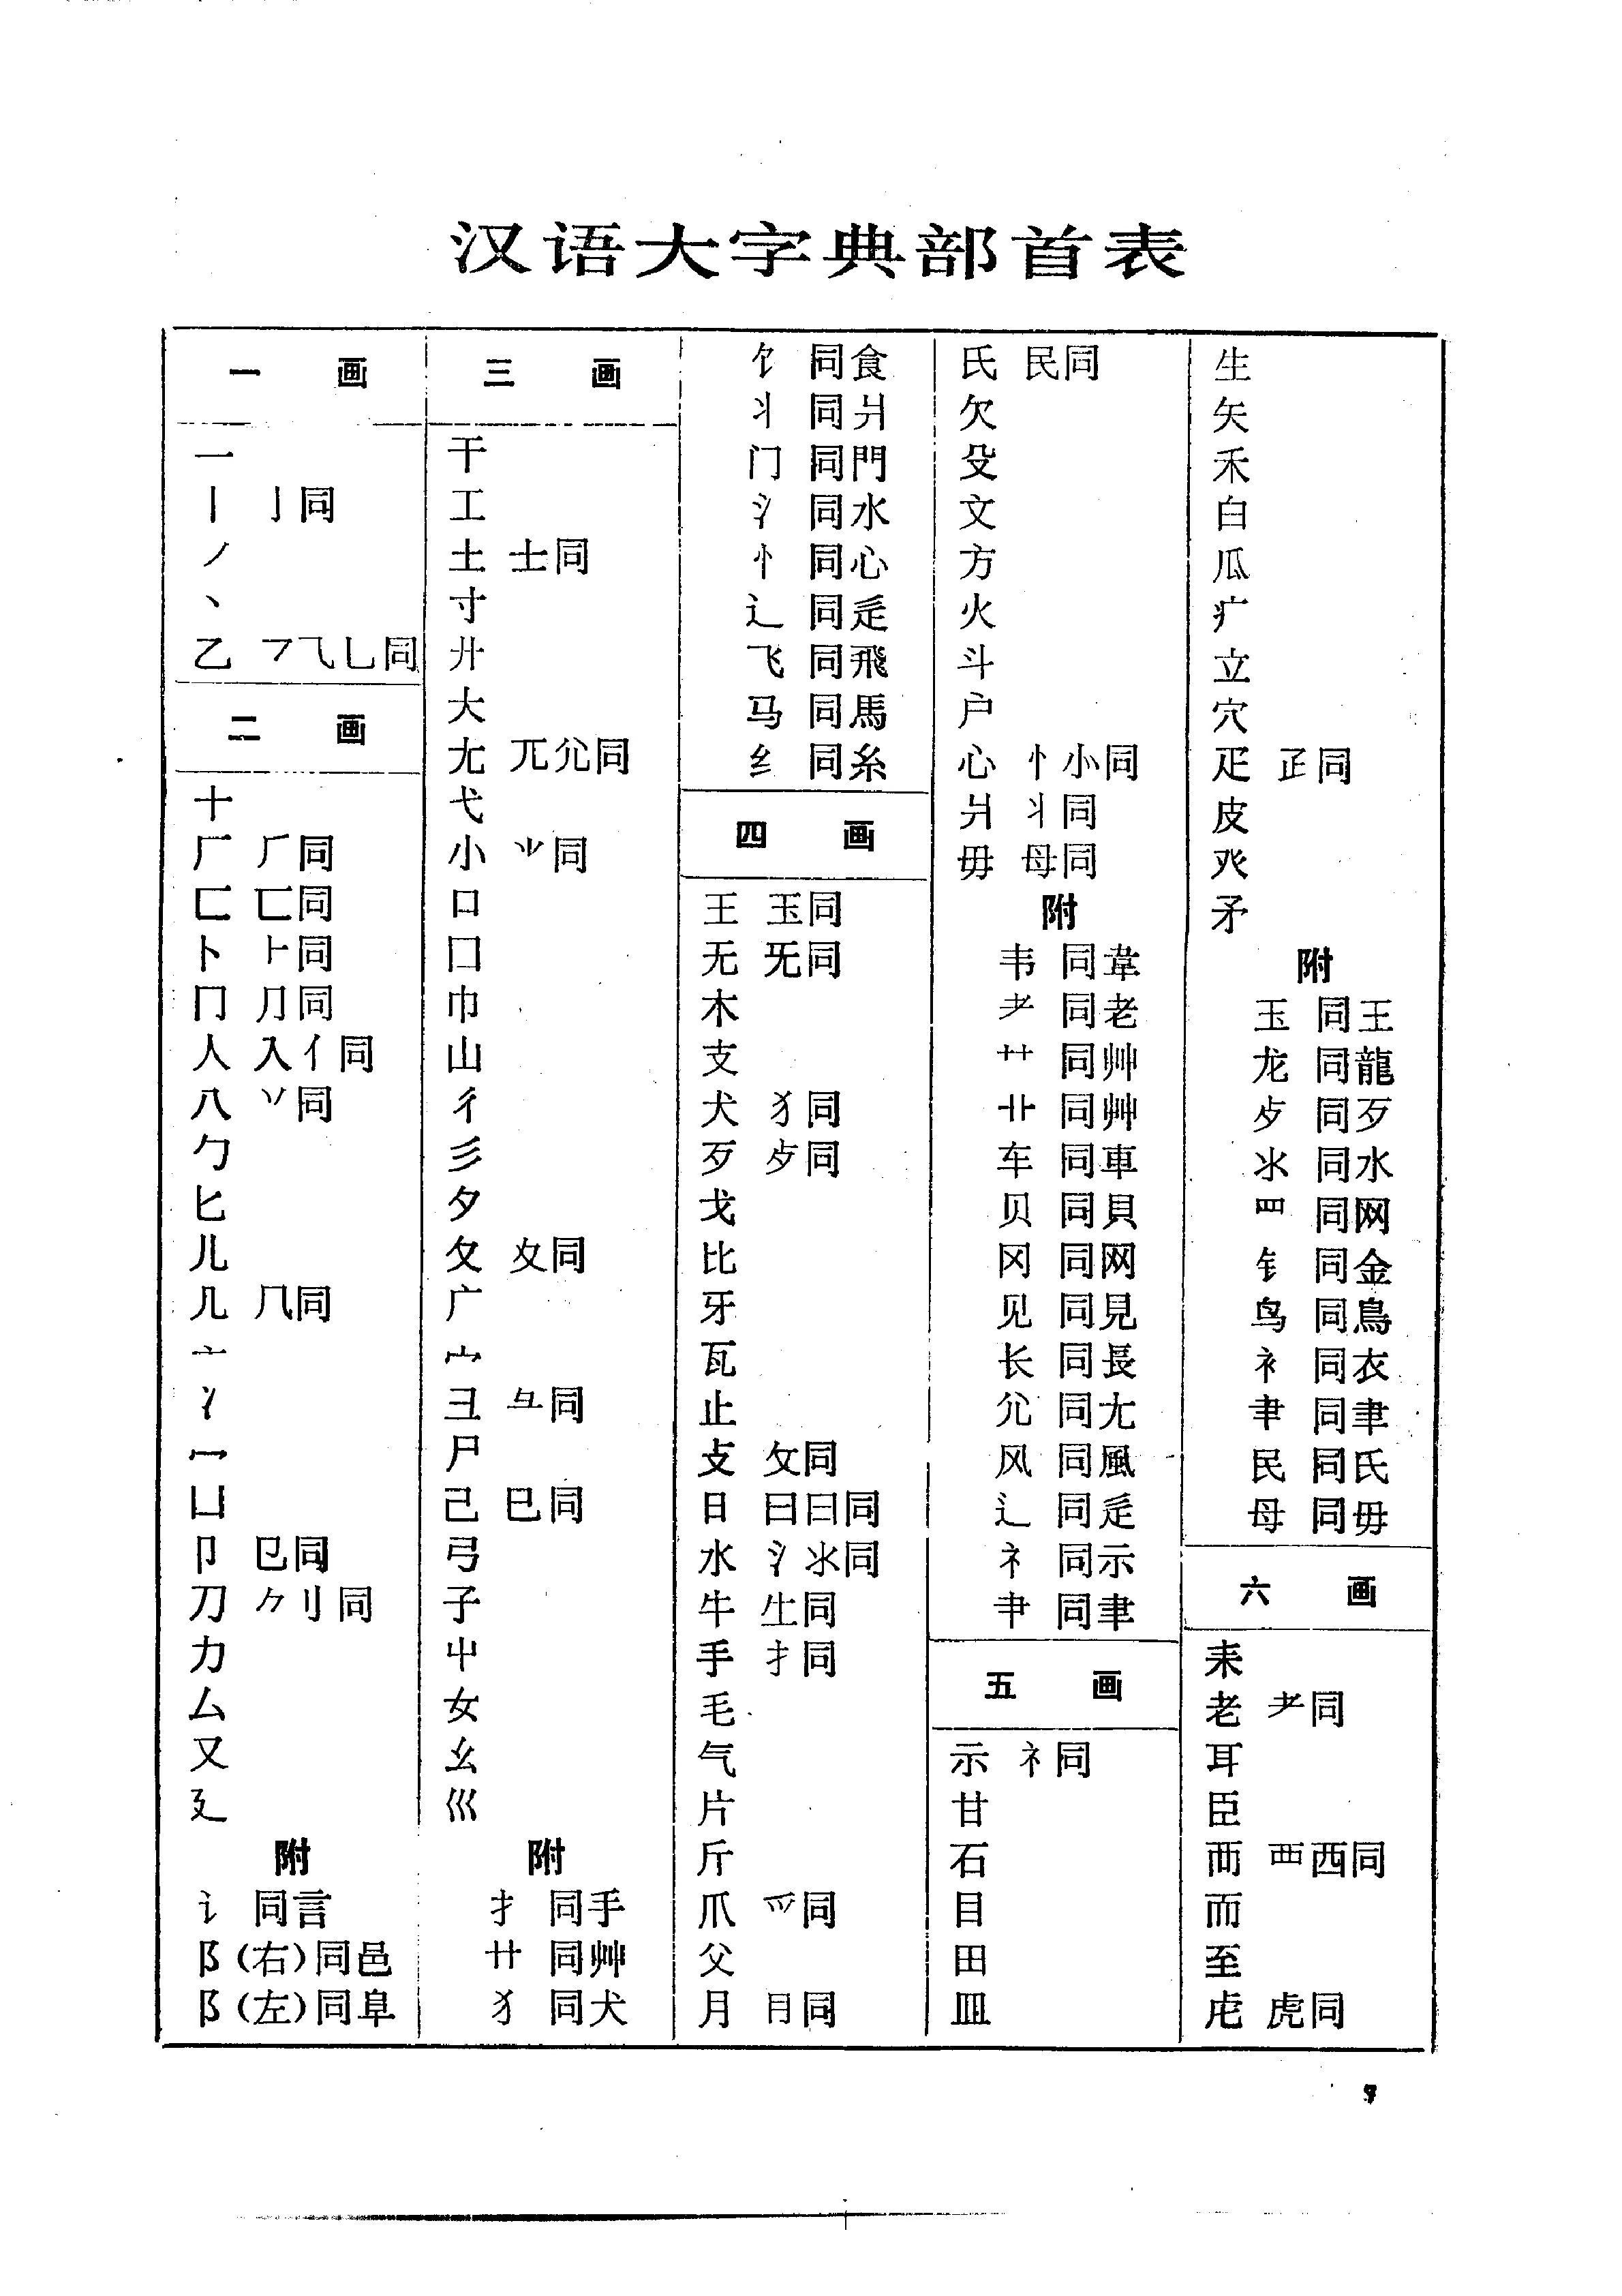 汉语大字典部首表
一 画
一
丨 亅同
丿
丶
乙 乛⺄乚同
二 画
十
厂 𠂆同
匚 匸同
卜 ⺊同
冂 ⺆同
人 入亻同
八 丷同
勹
匕
儿
几 𠘨同
亠
冫
冖
凵
卩 㔾同
刀 ⺈刂同
力
厶
又
廴
附
讠 同言
阝(右)同邑
阝(左)同阜
三 画
干
工
土 士同
寸
廾
大
尢 兀尣同
弋
小 ⺌同
口
囗
巾
山
彳
彡
夕
夂 夊同
广
宀
彐 彑同
尸
己 巳同
弓
子
屮
女
幺
巛
附
扌 同手
艹 同艸
犭 同犬
饣 同食
丬 同爿
门 同門
氵 同水
忄 同心
辶 同辵
飞 同飛
马 同馬
纟 同糸
四 画
王 玉同
无 旡同
木
支
犬 犭同
歹 歺同
戈
比
牙
瓦
止
攴 攵同
日 曰冃同
水 氵氺同
牛 牜同
手 扌同
毛
气
片
斤
爪 爫同
父
月 ⺝同
氏 民同
欠
殳
文
方
火
斗
户
心 忄⺗同
爿 丬同
毋 母同
附
韦 同韋
耂 同老
艹 同艸
卝 同艸
车 同車
贝 同貝
冈 同网
见 同見
长 同長
尣 同尢
风 同風
辶 同辵
礻 同示
肀 同聿
五 画
示 礻同
甘
石
目
田
皿
生
矢
禾
白
瓜
疒
立
穴
疋 𤴔同
皮
癶
矛
附
玉 同王
龙 同龍
歺 同歹
氺 同水
罒 同网
钅 同金
鸟 同鳥
衤 同衣
⺻ 同聿
民 同氏
母 同毋
六 画
耒
老 耂同
耳
臣
襾 覀西同
而
至
虍 虎同